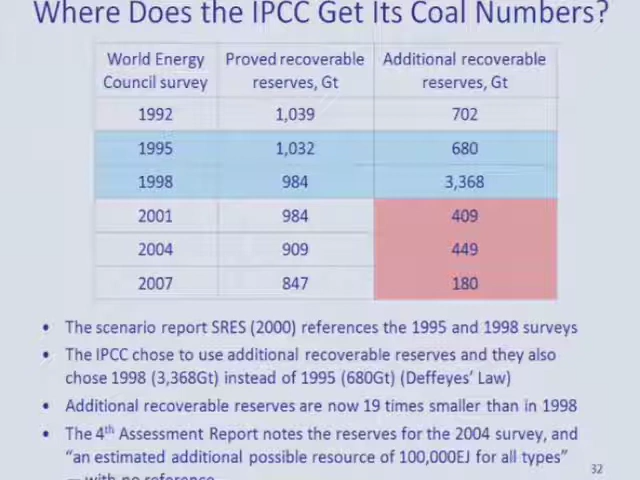 Where Does the IPCC Get Its Coal Numbers?
World Energy Council survey | Proved recoverable reserves, Gt | Additional recoverable reserves, Gt
1992 | 1,039 | 702
1995 | 1,032 | 680
1998 | 984 | 3,368
2001 | 984 | 409
2004 | 909 | 449
2007 | 847 | 180
• The scenario report SRES (2000) references the 1995 and 1998 surveys
• The IPCC chose to use additional recoverable reserves and they also
chose 1998 (3,368Gt) instead of 1995 (680Gt) (Deffeyes' Law)
• Additional recoverable reserves are now 19 times smaller than in 1998
• The 4th Assessment Report notes the reserves for the 2004 survey, and
"an estimated additional possible resource of 100,000EJ for all types"
— with no reference
32